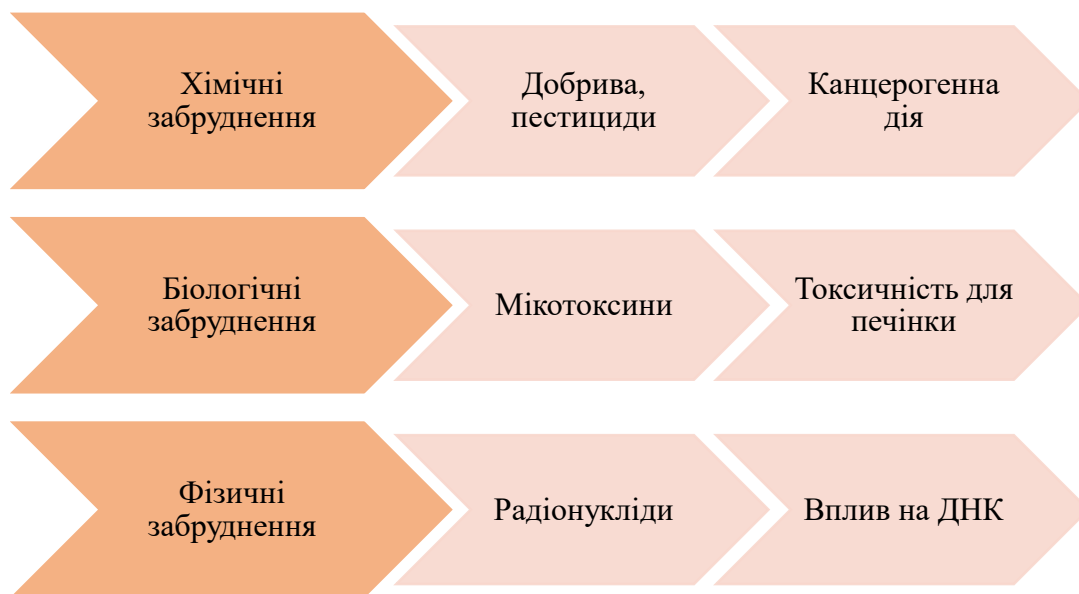 Хімічні
забруднення
Добрива,
пестициди
Канцерогенна
дія
Біологічні
забруднення
Мікотоксини
Токсичність для
печінки
Фізичні
забруднення
Радіонукліди
Вплив на ДНК